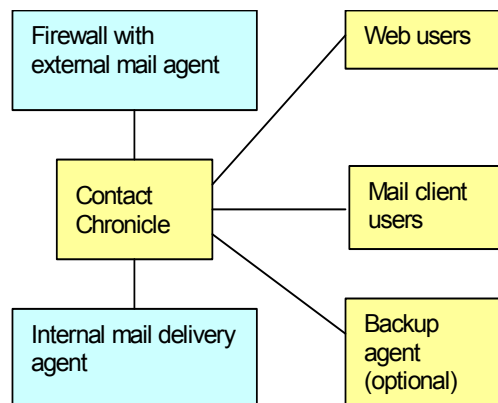 Firewall with
external mail agent
Web users
Contact
Chronicle
Mail client
users
Internal mail delivery
agent
Backup
agent
(optional)